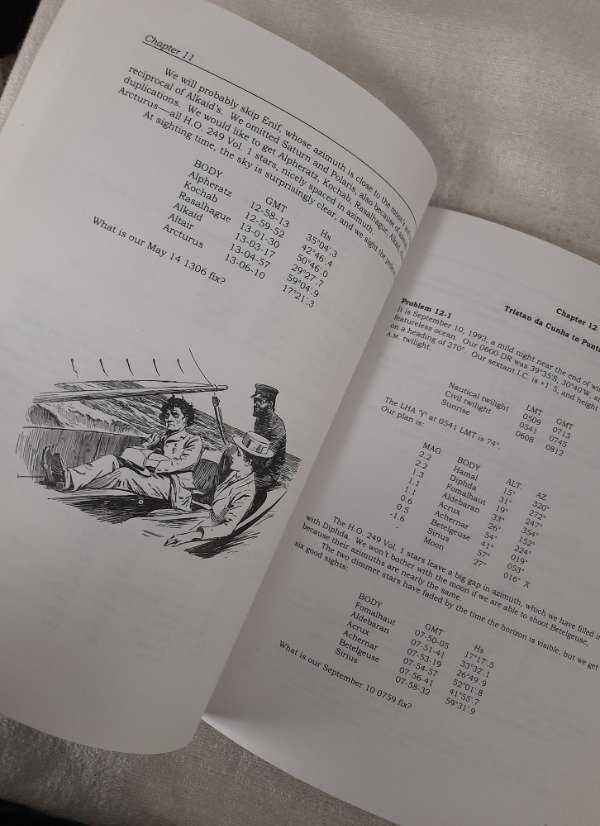 Chapter 11
We will probably skip Enif, whose azimuth is close to the
reciprocal of Alkaid's. We omitted Saturn and Polaris, also because of
duplications. We would like to get Alpheratz, Kochab, Rasalhague, Alkaid,
Arcturus—all H.O. 249 Vol. 1 stars, nicely spaced in azimuth.
At sighting time, the sky is surprisingly clear, and we sight the
BODY GMT Hs
Alpheratz 12-58-13 35°04'.3
Kochab 12-59-52 42°46'.4
Rasalhague 13-01-30 50°46'.0
Alkaid 13-03-17 29°27'.7
Altair 13-04-57 59°04'.9
Arcturus 13-06-10 17°21'.3
What is our May 14 1306 fix?
Chapter 12
Tristan da Cunha to
Problem 12-1
It is September 10, 1993, a mild night near the end of
featureless ocean. Our 0600 DR was 39°35'S, 30°40'W,
on a heading of 270°. Our sextant I.C. is +1'.5, and height
A.M. twilight.
LMT GMT
Nautical twilight 0509 0713
Civil twilight 0541 0745
Sunrise 0608 0812
The LHA ♈ at 0541 LMT is 74°.
Our plan is:
MAG. BODY ALT. AZ.
2.2 Hamal 15° 320°
2.2 Diphda 31° 273°
1.3 Fomalhaut 19° 247°
1.1 Aldebaran 33° 354°
1.1 Acrux 26° 152°
0.6 Achernar 54° 224°
0.5 Betelgeuse 41° 019°
-1.6 Sirius 57° 053°
Moon 27° 016° X
The H.O. 249 Vol. 1 stars leave a big gap in azimuth, which we have filled
with Diphda. We won't bother with the moon if we are able to shoot Betelgeuse,
because their azimuths are nearly the same.
The two dimmer stars have faded by the time the horizon is visible, but we get
six good sights:
BODY GMT Hs
Fomalhaut 07-50-05 17°17'.5
Aldebaran 07-51-41 33°32'.1
Acrux 07-53-19 26°49'.9
Achernar 07-54-57 52°01'.8
Betelgeuse 07-56-41 41°55'.7
Sirius 07-58-32 59°31'.9
What is our September 10 0759 fix?